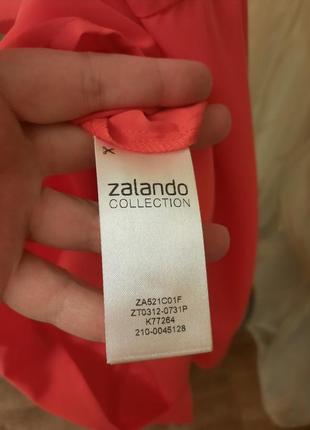 zalando
COLLECTION
ZA521C01F
ZT0312-0731P
K77264
210-0045128